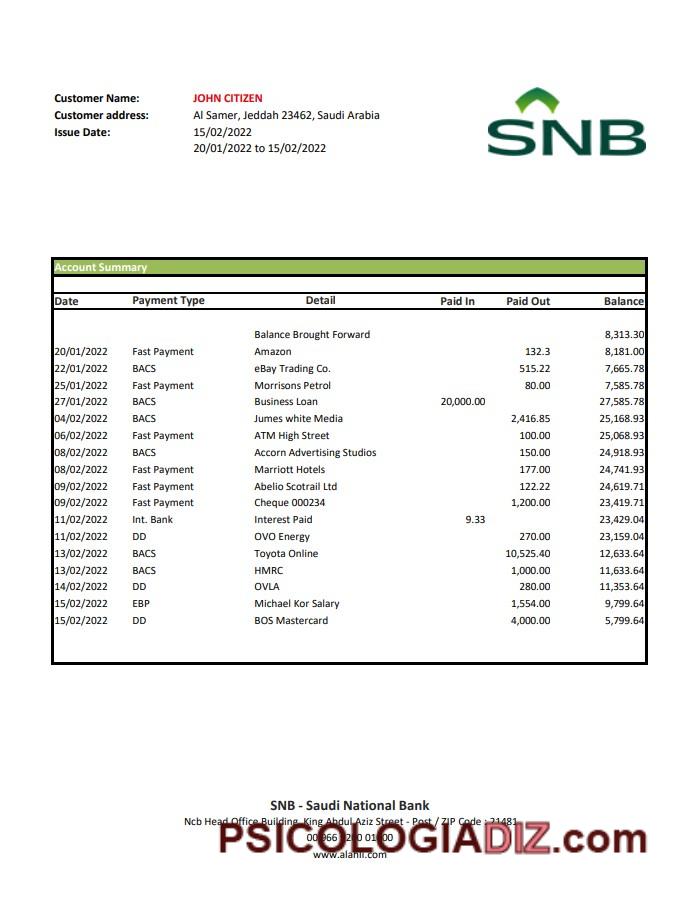 Customer Name: JOHN CITIZEN
Customer address: Al Samer, Jeddah 23462, Saudi Arabia
Issue Date: 15/02/2022
20/01/2022 to 15/02/2022
SNB
Account Summary
Date Payment Type Detail Paid In Paid Out Balance
Balance Brought Forward 8,313.30
20/01/2022 Fast Payment Amazon 132.3 8,181.00
22/01/2022 BACS eBay Trading Co. 515.22 7,665.78
25/01/2022 Fast Payment Morrisons Petrol 80.00 7,585.78
27/01/2022 BACS Business Loan 20,000.00 27,585.78
04/02/2022 BACS Jumes white Media 2,416.85 25,168.93
06/02/2022 Fast Payment ATM High Street 100.00 25,068.93
08/02/2022 BACS Accorn Advertising Studios 150.00 24,918.93
08/02/2022 Fast Payment Marriott Hotels 177.00 24,741.93
09/02/2022 Fast Payment Abelio Scotrail Ltd 122.22 24,619.71
09/02/2022 Fast Payment Cheque 000234 1,200.00 23,419.71
11/02/2022 Int. Bank Interest Paid 9.33 23,429.04
11/02/2022 DD OVO Energy 270.00 23,159.04
13/02/2022 BACS Toyota Online 10,525.40 12,633.64
13/02/2022 BACS HMRC 1,000.00 11,633.64
14/02/2022 DD OVLA 280.00 11,353.64
15/02/2022 EBP Michael Kor Salary 1,554.00 9,799.64
15/02/2022 DD BOS Mastercard 4,000.00 5,799.64
SNB - Saudi National Bank
Ncb Head Office Building, King Abdul Aziz Street - Post / ZIP Code : 21481
PSICOLOGIADIZ.com
www.alahli.com